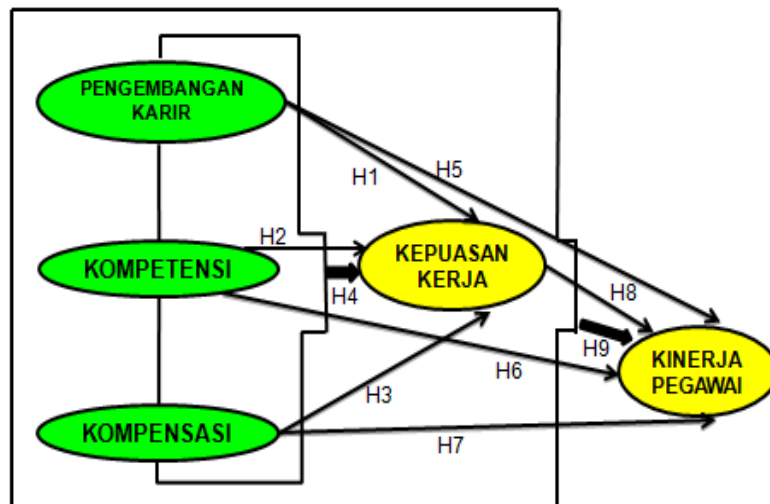 PENGEMBANGAN
KARIR
H1
H5
H2
KOMPETENSI
KEPUASAN
KERJA
H4
H8
H9
H6
KINERJA
PEGAWAI
H3
KOMPENSASI
H7